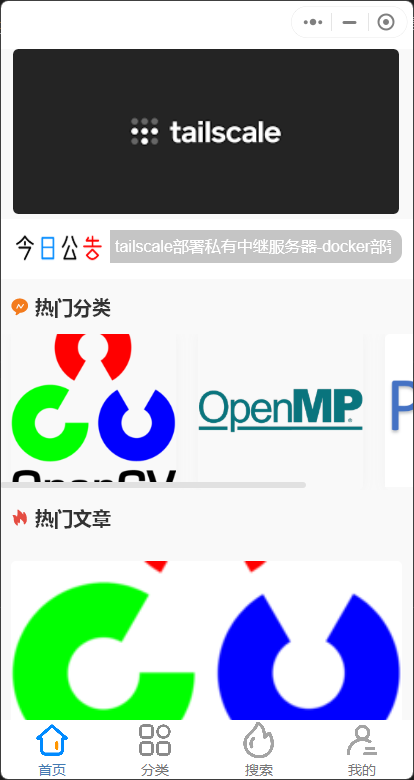 tailscale
今日公告
tailscale部署私有中继服务器-docker部署
热门分类
OpenCV
OpenMP
热门文章
首页
分类
搜索
我的